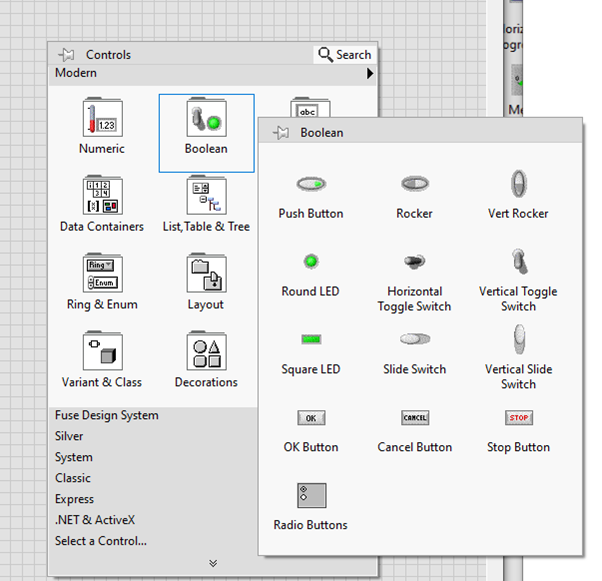 Controls
Search
Modern
1.23
abc
Numeric
Boolean
Data Containers
List, Table & Tree
Ring
Enum
Ring & Enum
Layout
Variant & Class
Decorations
Fuse Design System
Silver
System
Classic
Express
.NET & ActiveX
Select a Control...
Boolean
Push Button
Rocker
Vert Rocker
Round LED
Horizontal
Toggle Switch
Vertical Toggle
Switch
Square LED
Slide Switch
Vertical Slide
Switch
OK
CANCEL
STOP
OK Button
Cancel Button
Stop Button
Radio Buttons